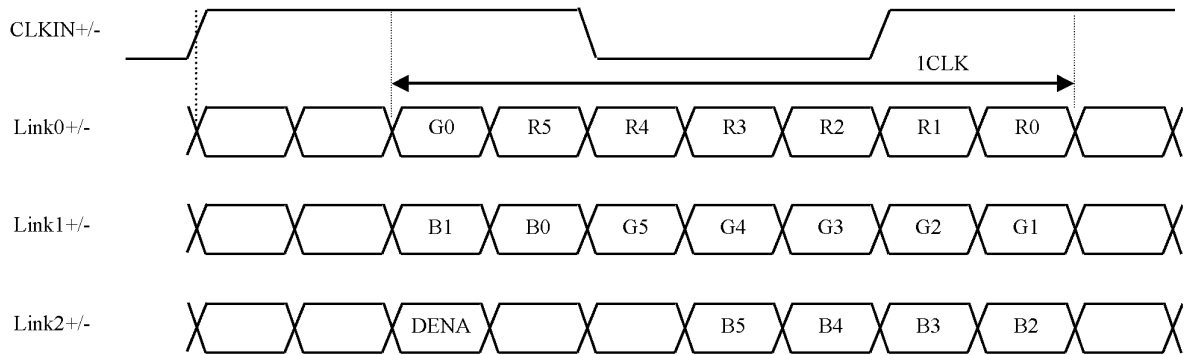 CLKIN+/-
1CLK
Link0+/- G0 R5 R4 R3 R2 R1 R0
Link1+/- B1 B0 G5 G4 G3 G2 G1
Link2+/- DENA B5 B4 B3 B2